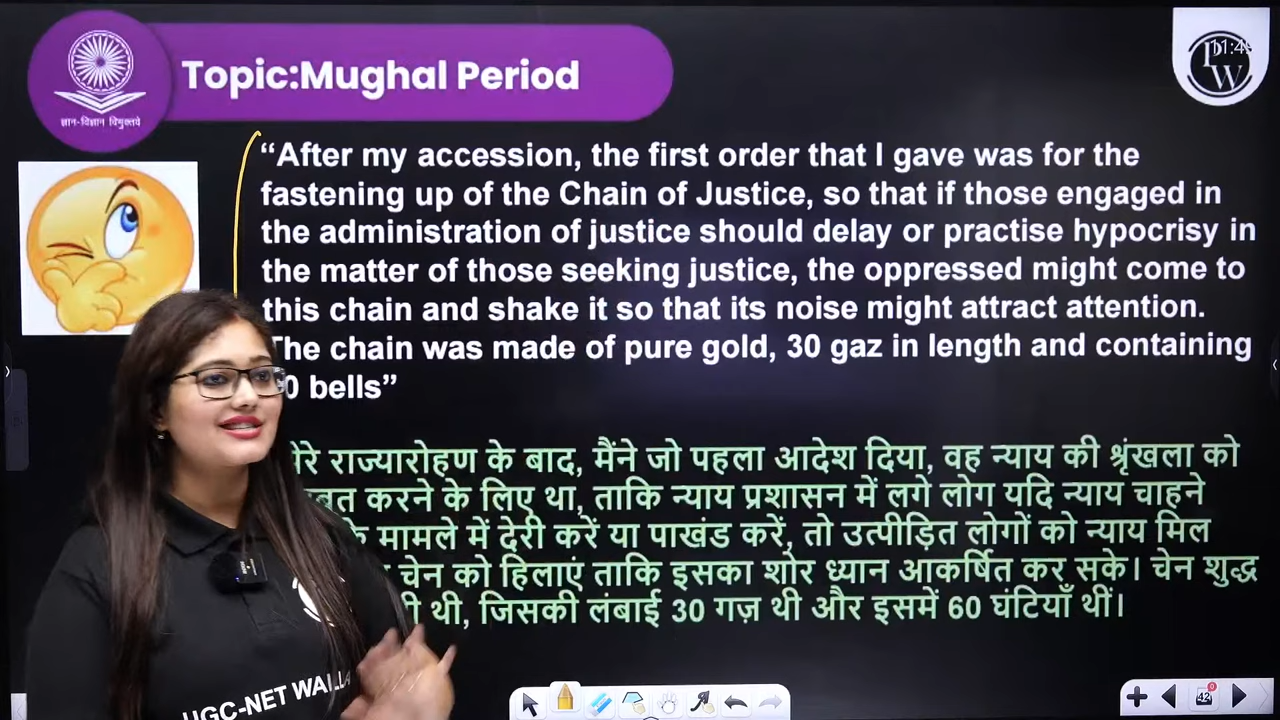 Topic:Mughal Period
ज्ञान-विज्ञान विमुक्तये
PW
“After my accession, the first order that I gave was for the
fastening up of the Chain of Justice, so that if those engaged in
the administration of justice should delay or practise hypocrisy in
the matter of those seeking justice, the oppressed might come to
this chain and shake it so that its noise might attract attention.
The chain was made of pure gold, 30 gaz in length and containing
bells”
राज्यारोहण के बाद, मैंने जो पहला आदेश दिया, वह न्याय की श्रृंखला को
करने के लिए था, ताकि न्याय प्रशासन में लगे लोग यदि न्याय चाहने
मामले में देरी करें या पाखंड करें, तो उत्पीड़ित लोगों को न्याय मिल
चेन को हिलाएं ताकि इसका शोर ध्यान आकर्षित कर सके। चेन शुद्ध
थी, जिसकी लंबाई 30 गज़ थी और इसमें 60 घंटियाँ थीं।
UGC-NET
42